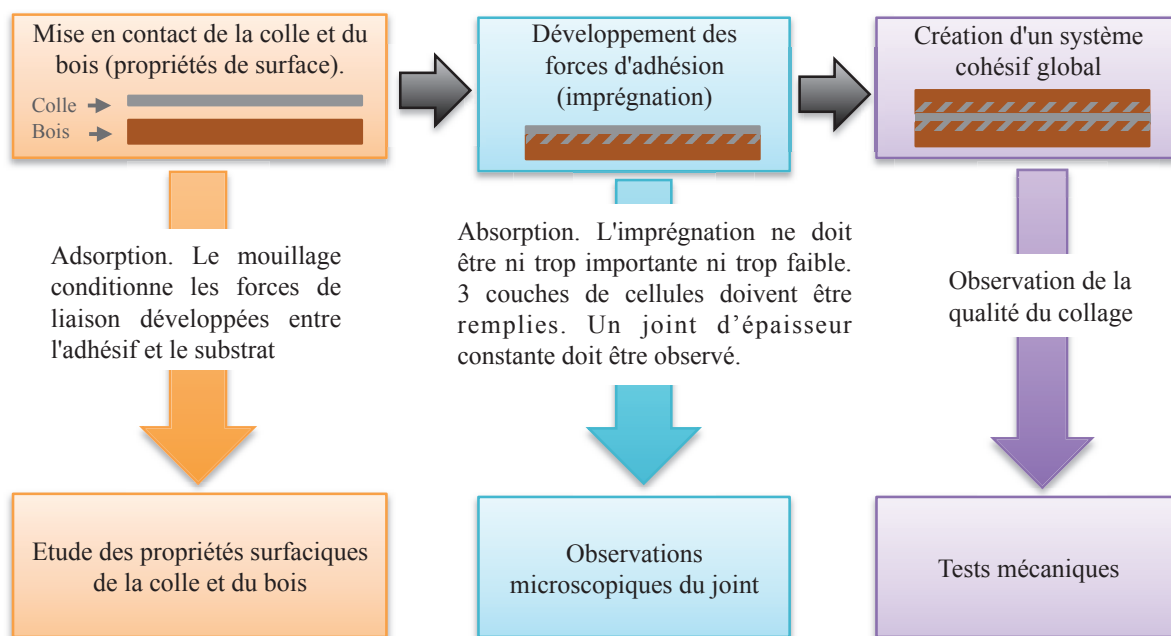 Mise en contact de la colle et du
bois (propriétés de surface).
Colle
Bois
Développement des
forces d'adhésion
(imprégnation)
Création d'un système
cohésif global
Adsorption. Le mouillage
conditionne les forces de
liaison développées entre
l'adhésif et le substrat
Absorption. L'imprégnation ne doit
être ni trop importante ni trop faible.
3 couches de cellules doivent être
remplies. Un joint d’épaisseur
constante doit être observé.
Observation de la
qualité du collage
Etude des propriétés surfaciques
de la colle et du bois
Observations
microscopiques du joint
Tests mécaniques